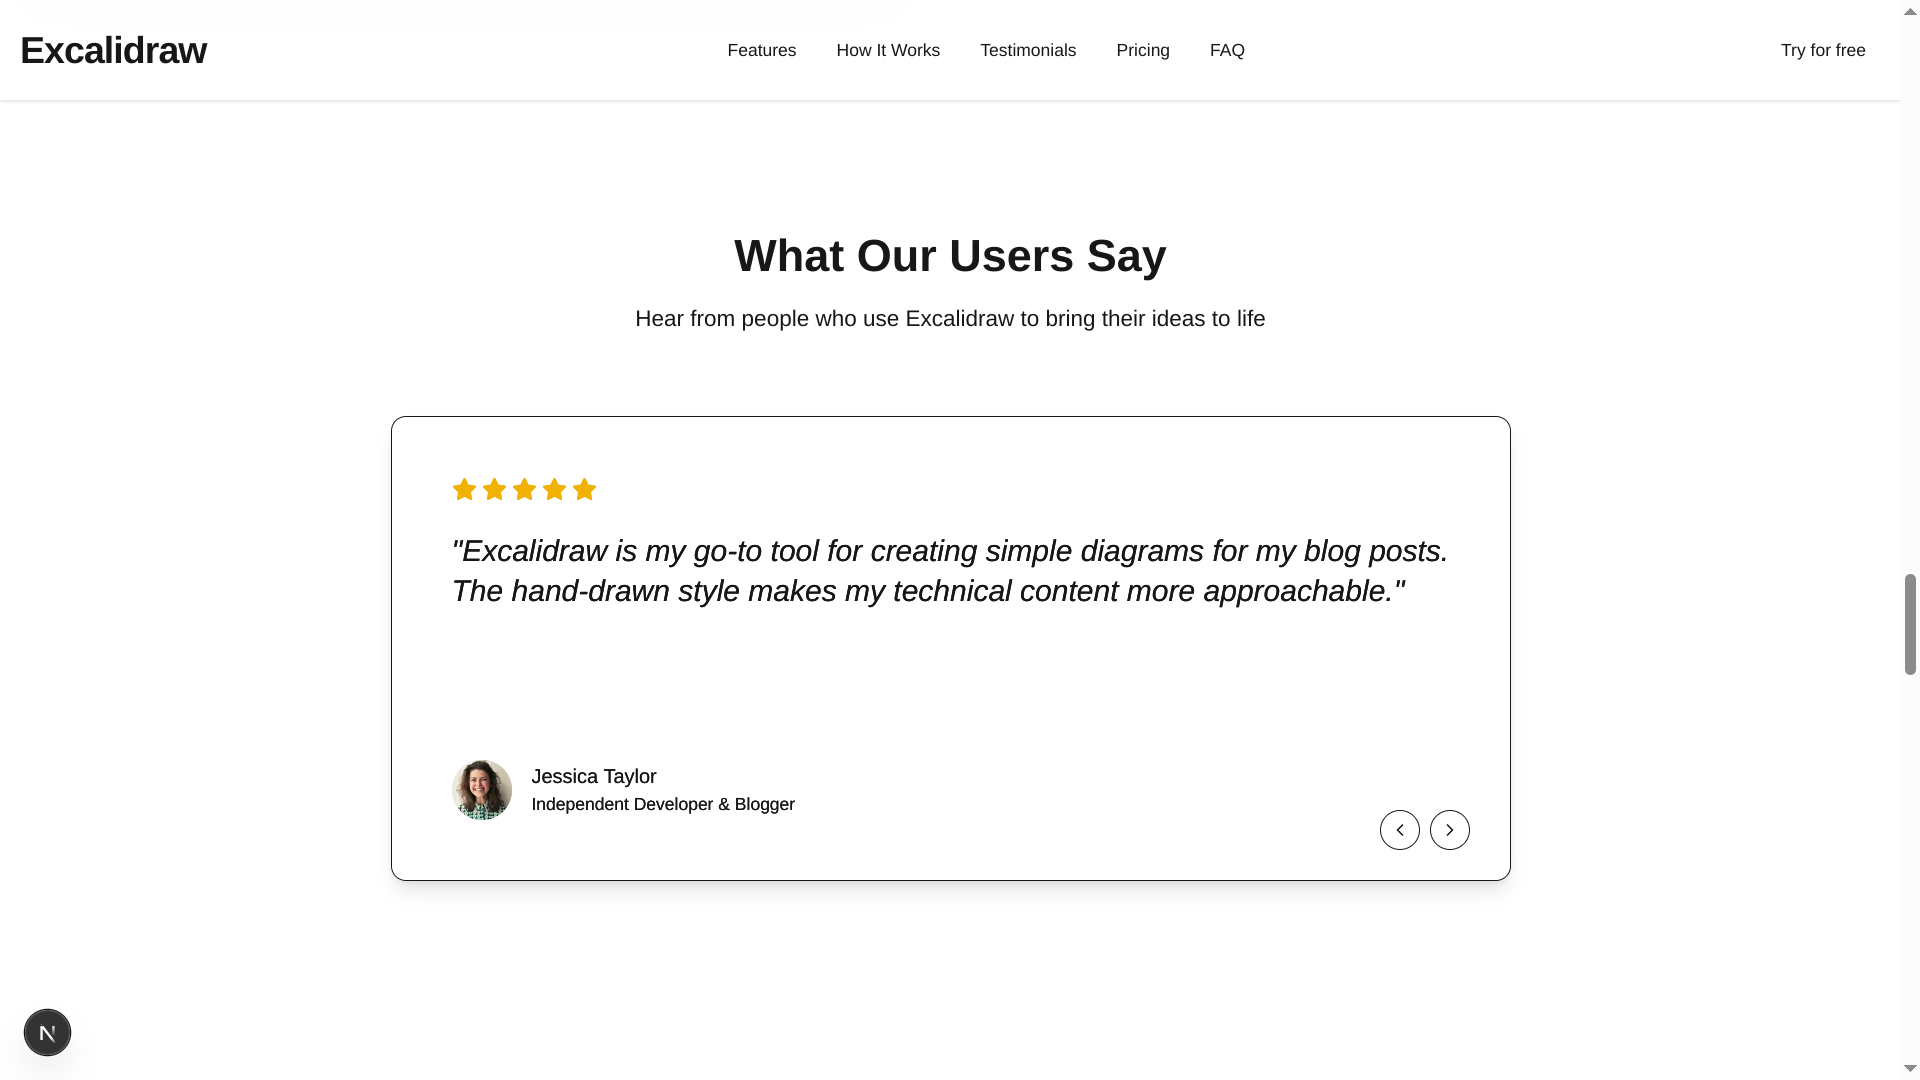 Excalidraw
Features
How It Works
Testimonials
Pricing
FAQ
Try for free
What Our Users Say
Hear from people who use Excalidraw to bring their ideas to life
"Excalidraw is my go-to tool for creating simple diagrams for my blog posts.
The hand-drawn style makes my technical content more approachable."
Jessica Taylor
Independent Developer & Blogger
N